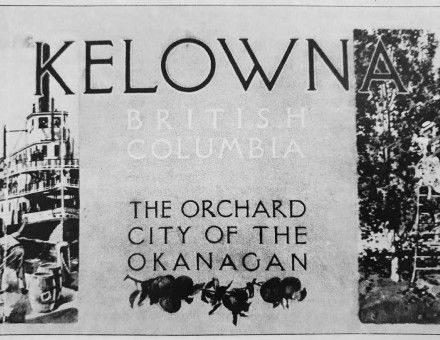 KELOWNA
BRITISH
COLUMBIA
THE ORCHARD
CITY OF THE
OKANAGAN